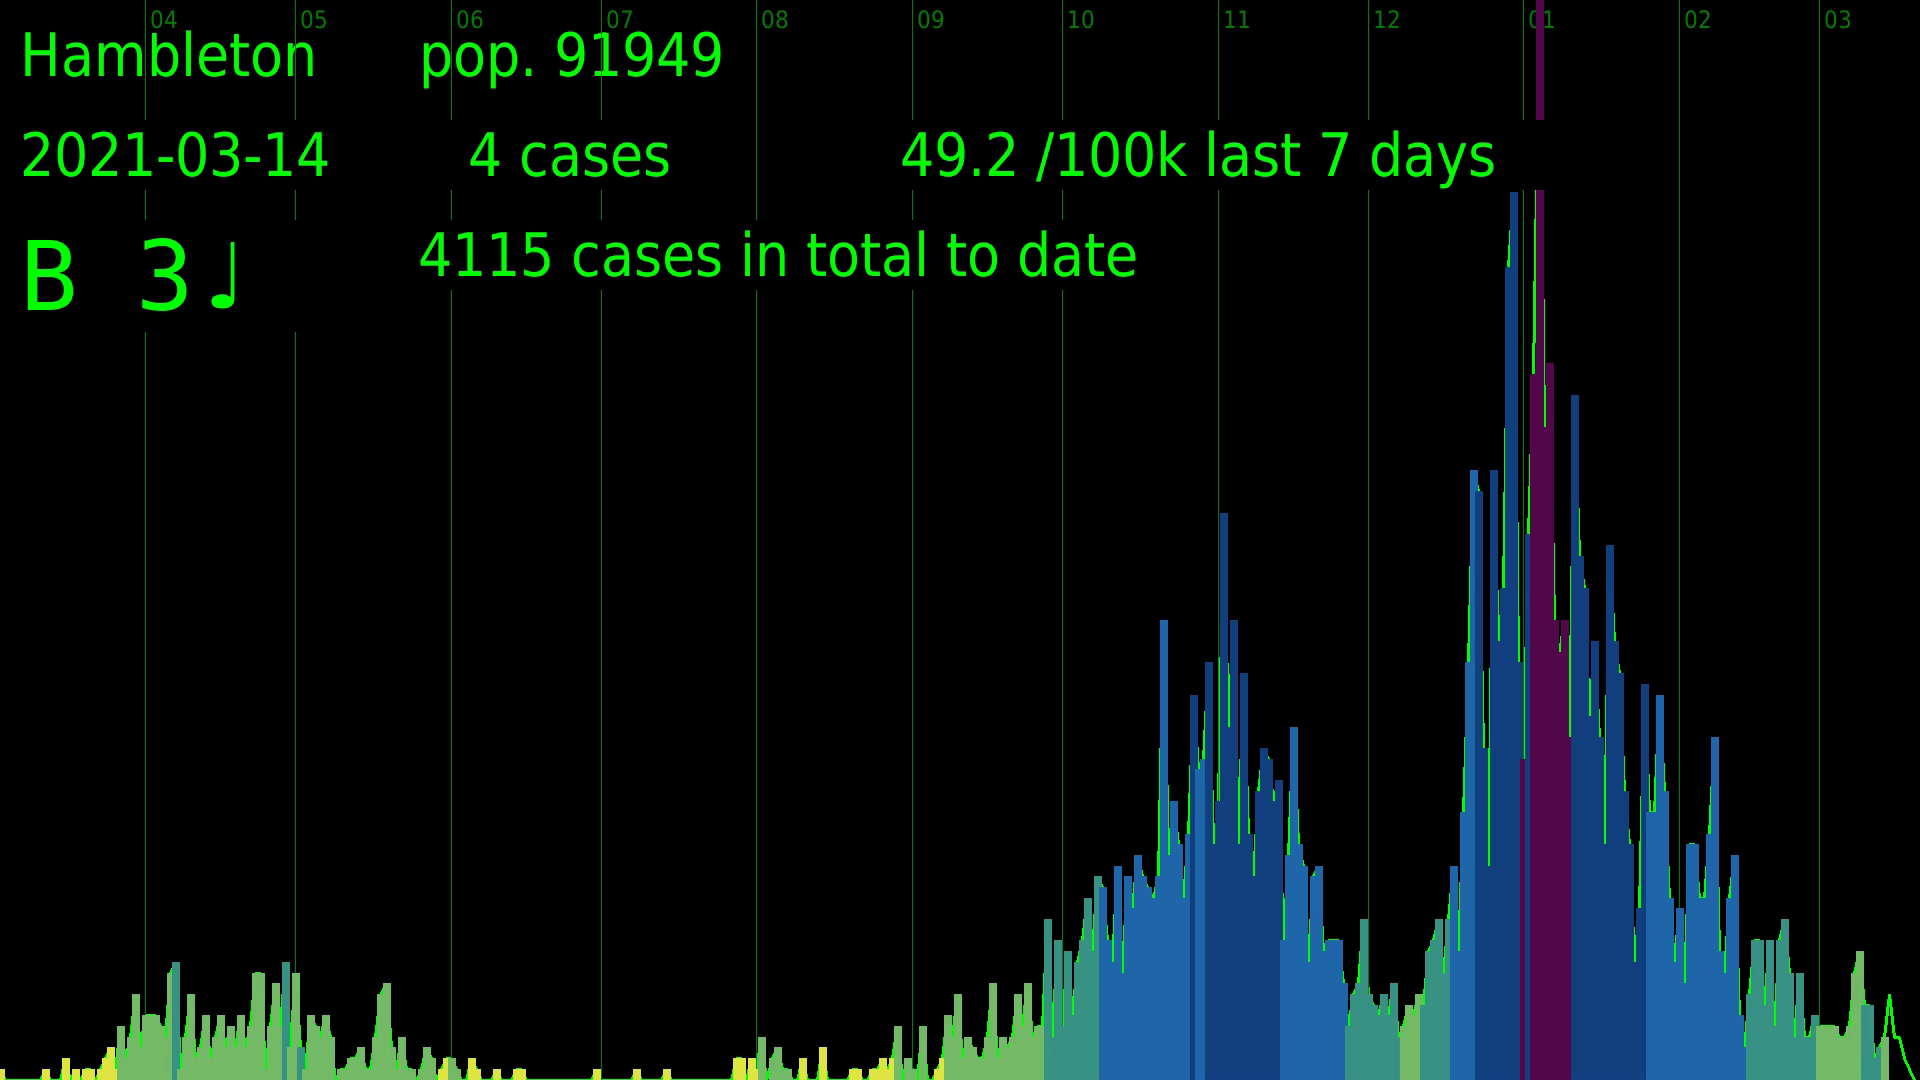 04 05 06 07 08 09 10 11 12 01 02 03
Hambleton pop. 91949
2021-03-14 4 cases 49.2 /100k last 7 days
B 3♩ 4115 cases in total to date